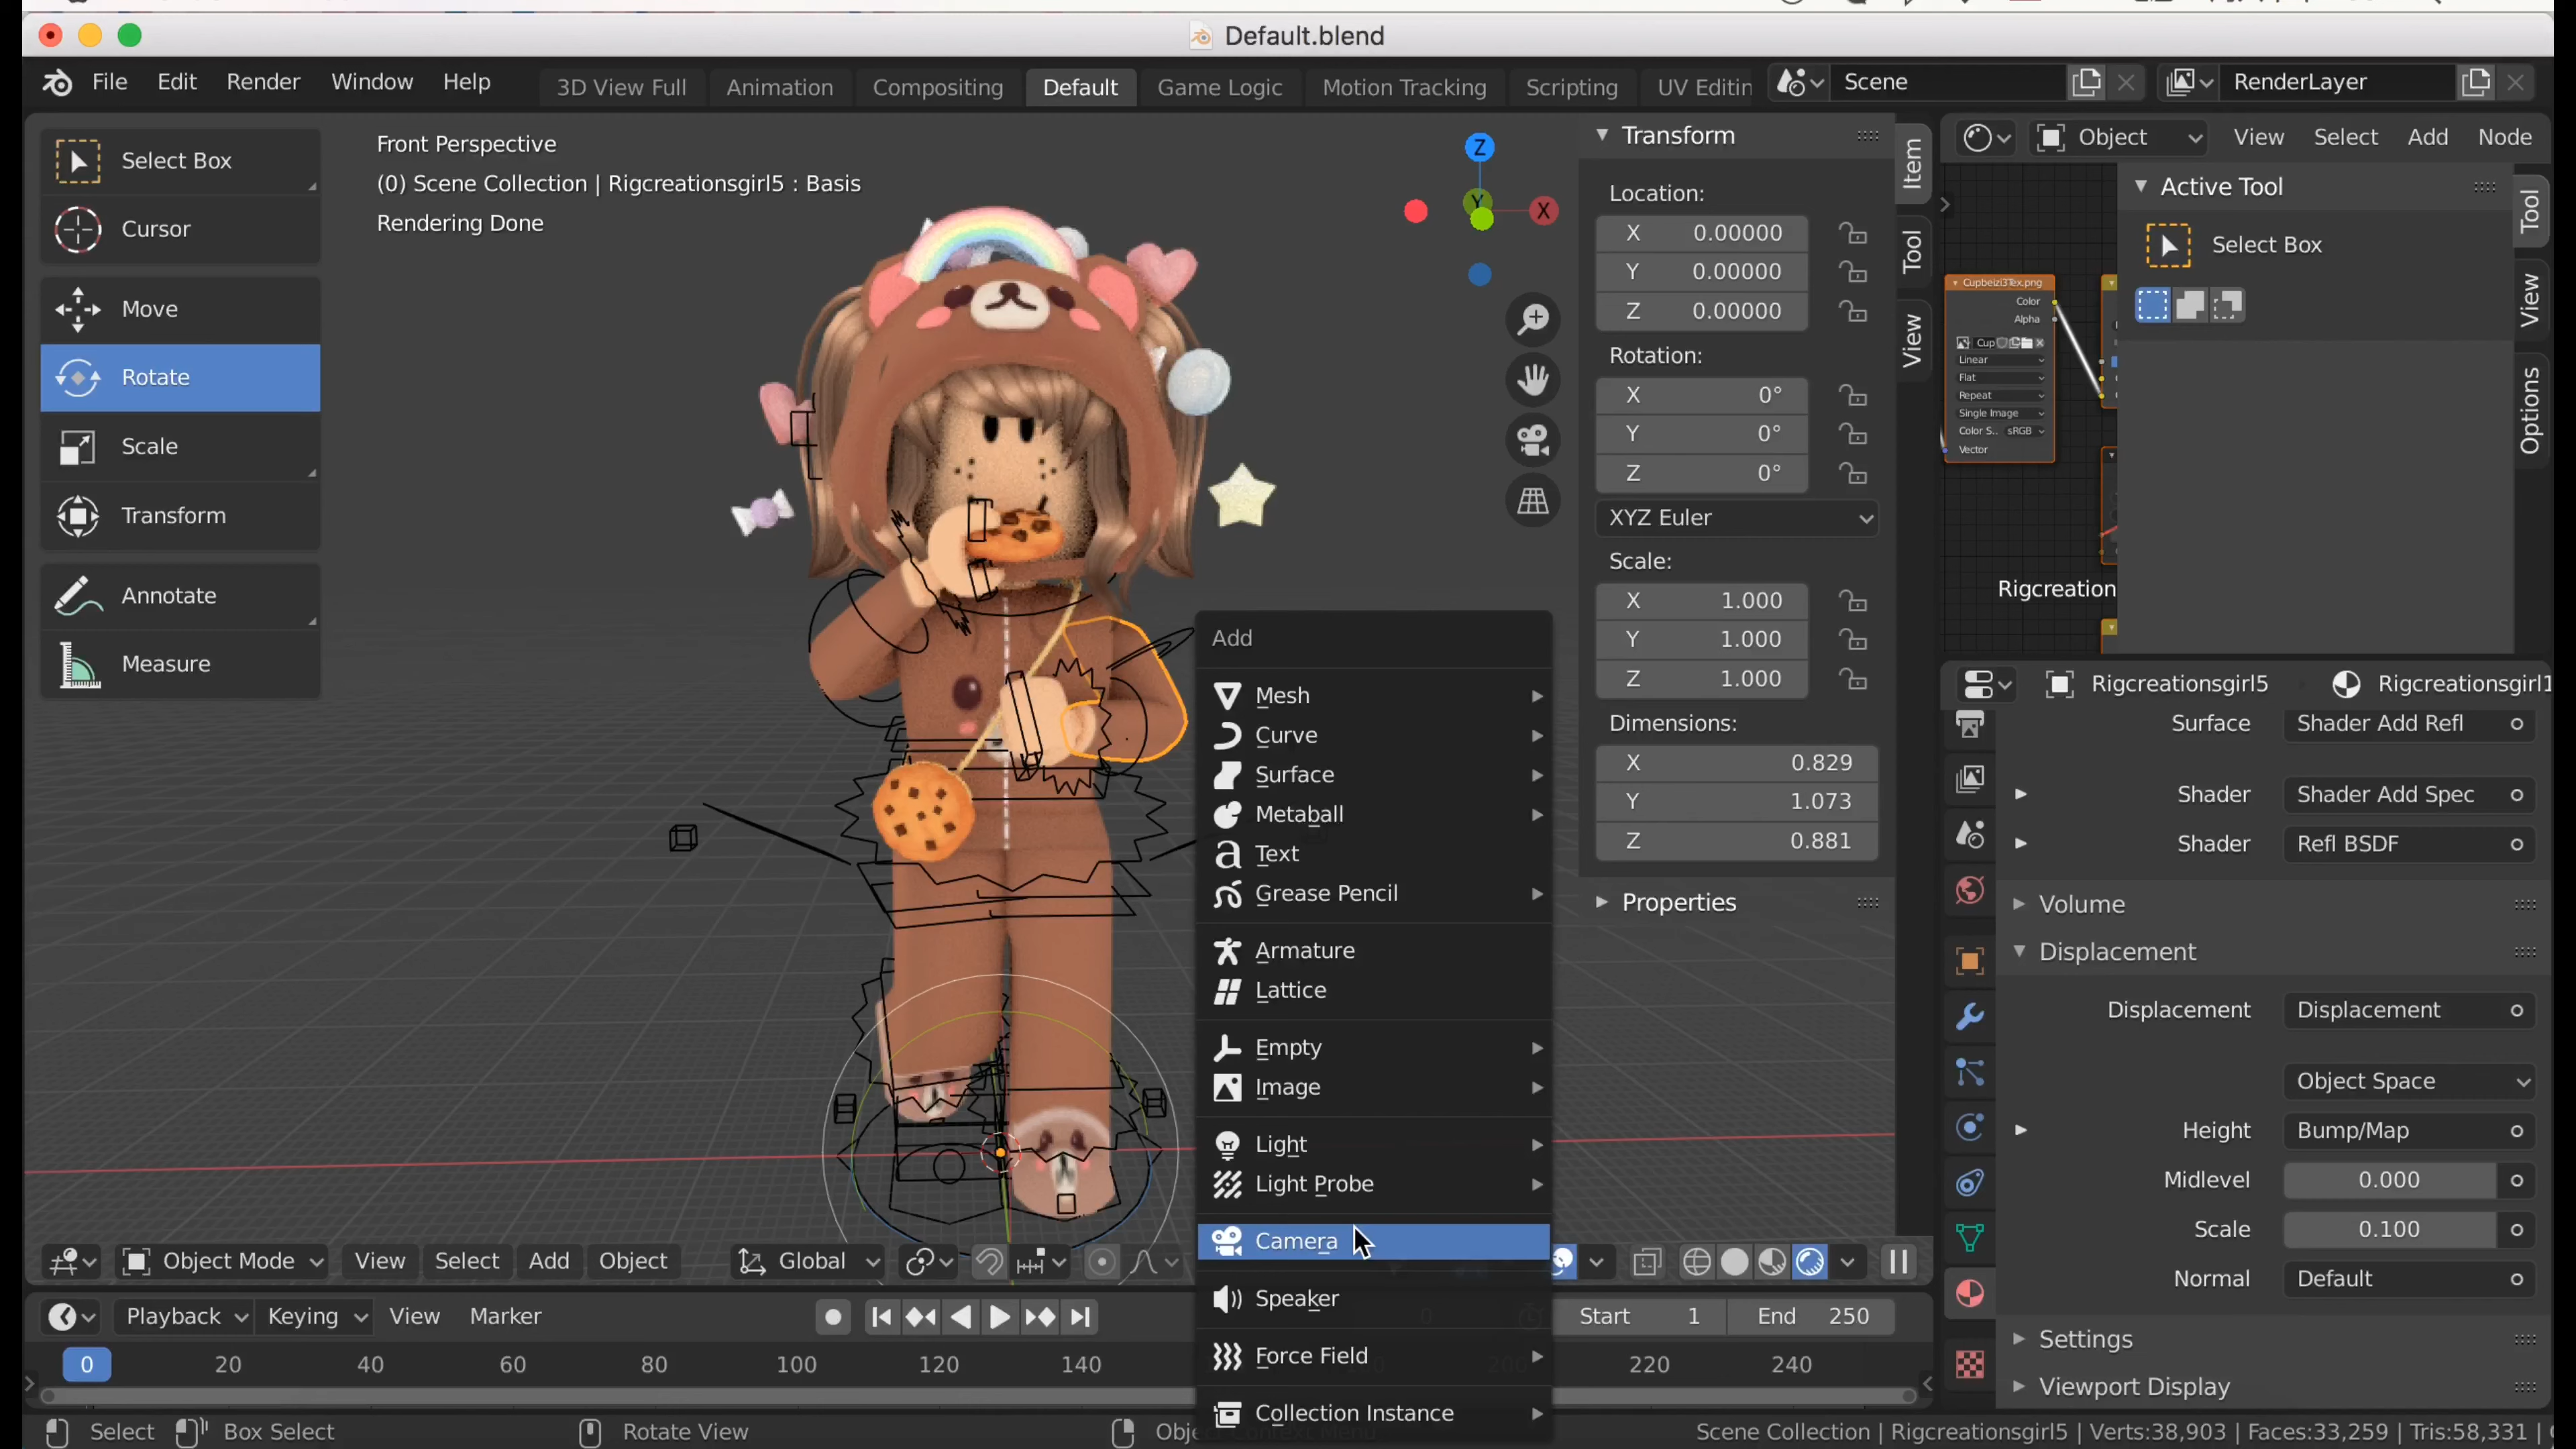 Default.blend
File Edit Render Window Help
3D View Full Animation Compositing Default Game Logic Motion Tracking Scripting UV Editin
Scene
RenderLayer
Select Box
Cursor
Move
Rotate
Scale
Transform
Annotate
Measure
Front Perspective
(0) Scene Collection | Rigcreationsgirl5 : Basis
Rendering Done
Z
Y
X
Transform
Location:
X 0.00000
Y 0.00000
Z 0.00000
Rotation:
X 0°
Y 0°
Z 0°
XYZ Euler
Scale:
X 1.000
Y 1.000
Z 1.000
Dimensions:
X 0.829
Y 1.073
Z 0.881
Properties
Item
Tool
View
Object View Select Add Node
Active Tool
Select Box
Tool
View
Options
Cupbeizi3Tex.png
Color
Alpha
Cup
Linear
Flat
Repeat
Single Image
Color S.. sRGB
Vector
Rigcreation
Rigcreationsgirl5 Rigcreationsgirl1
Surface Shader Add Refl
Shader Shader Add Spec
Shader Refl BSDF
Volume
Displacement
Displacement Displacement
Object Space
Height Bump/Map
Midlevel 0.000
Scale 0.100
Normal Default
Settings
Viewport Display
Add
Mesh
Curve
Surface
Metaball
Text
Grease Pencil
Armature
Lattice
Empty
Image
Light
Light Probe
Camera
Speaker
Force Field
Collection Instance
Object Mode View Select Add Object Global
Playback Keying View Marker
Start 1 End 250
0 20 40 60 80 100 120 140 220 240
Select Box Select Rotate View
Scene Collection | Rigcreationsgirl5 | Verts:38,903 | Faces:33,259 | Tris:58,331 |